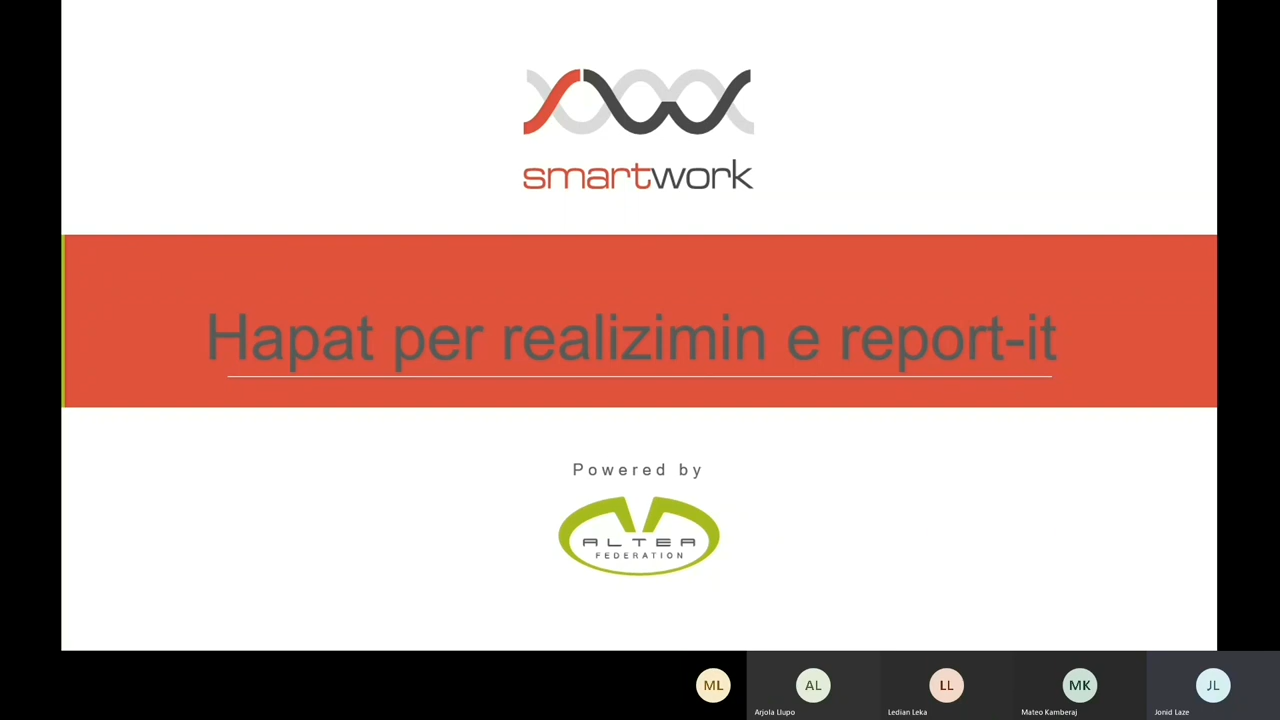 smartwork
Hapat per realizimin e report-it
Powered by
ALTEA
FEDERATION
ML
AL
LL
MK
JL
Arjola Llupo
Ledian Leka
Mateo Kamberaj
Jonid Laze